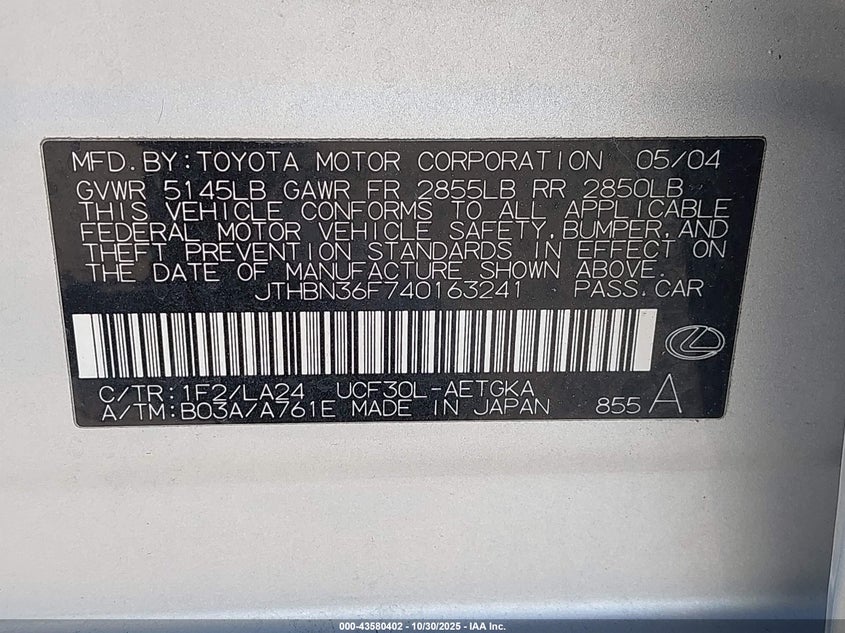 MFD.BY:TOYOTA MOTOR CORPORATION 05/04
GVWR 5145LB GAWR FR 2855LB RR 2850LB
THIS VEHICLE CONFORMS TO ALL APPLICABLE
FEDERAL MOTOR VEHICLE SAFETY,BUMPER,AND
THEFT PREVENTION STANDARDS IN EFFECT ON
THE DATE OF MANUFACTURE SHOWN ABOVE.
JTHBN36F740163241 PASS.CAR
C/TR:1F2/LA24 UCF30L-AETGKA
A/TM:B03A/A761E MADE IN JAPAN 855 A
000-43580402 - 10/30/2025 - IAA Inc.